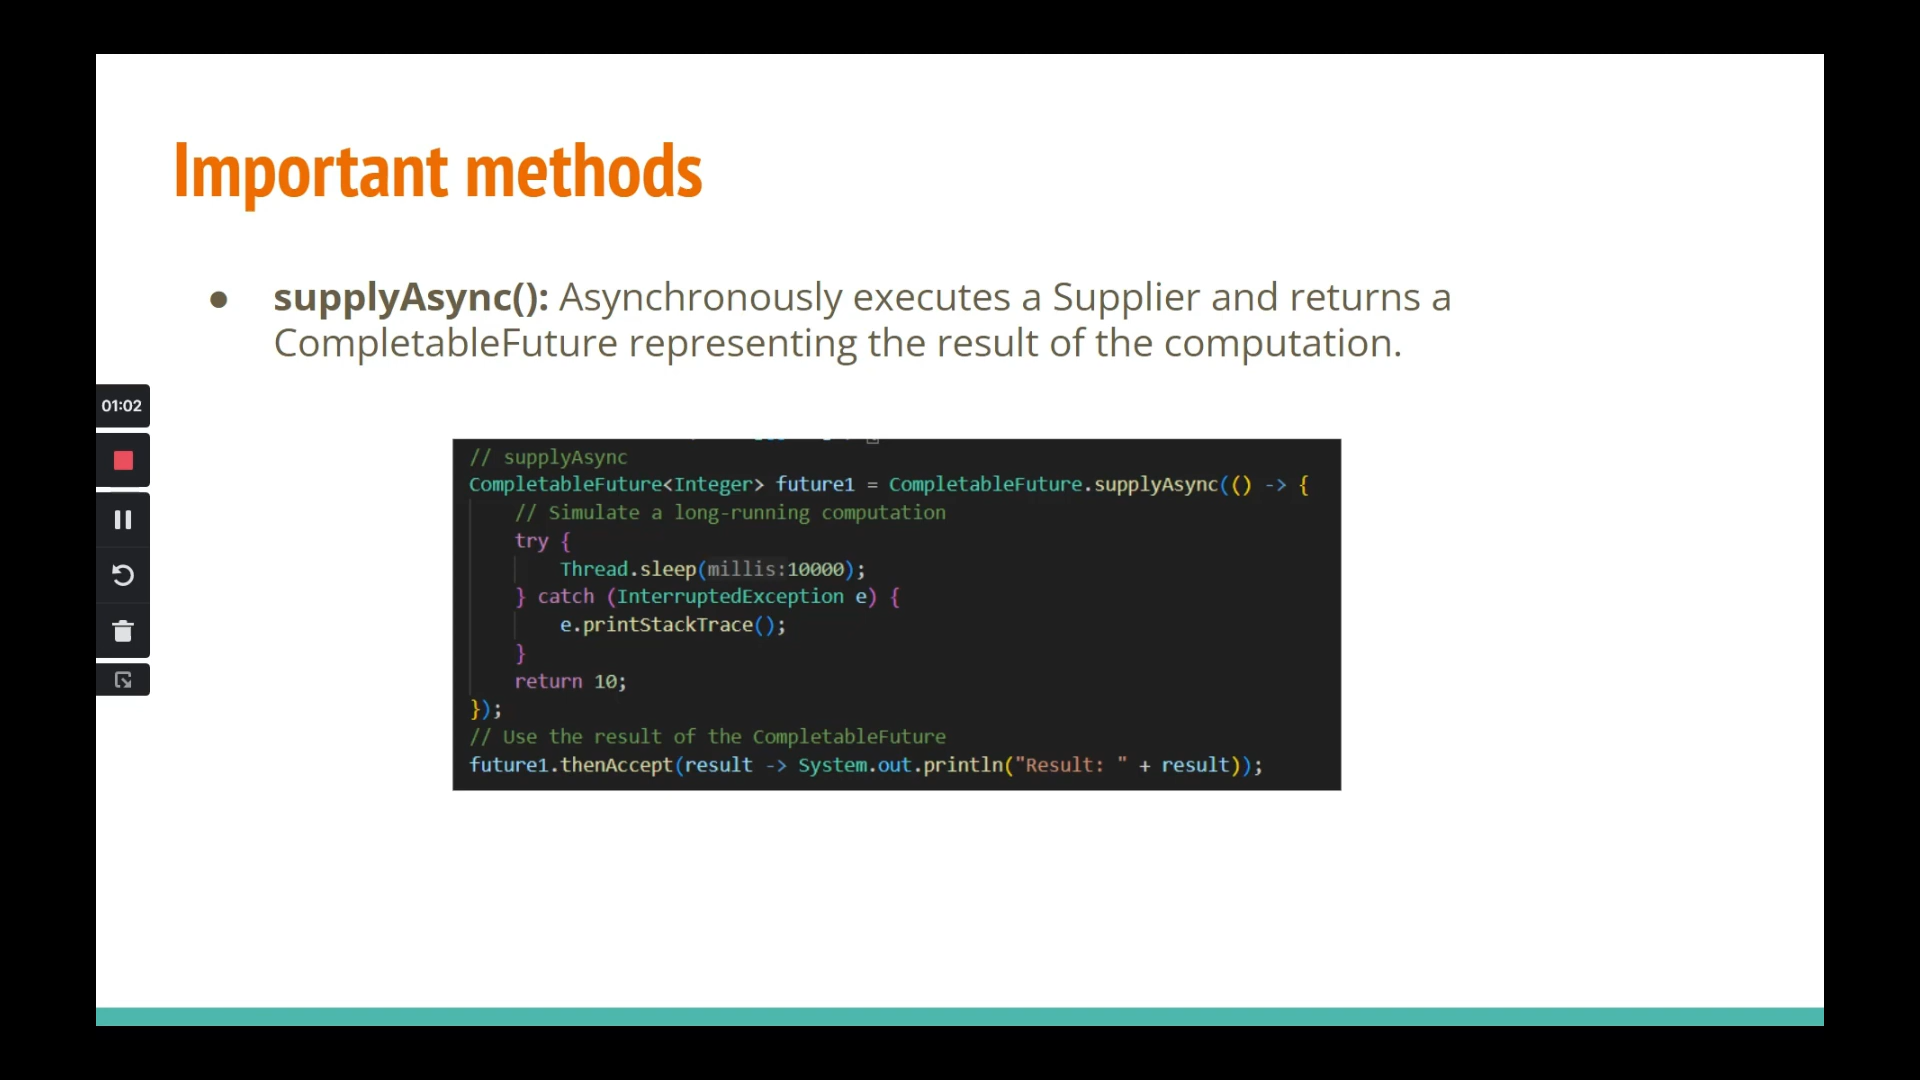 Important methods
● supplyAsync(): Asynchronously executes a Supplier and returns a
CompletableFuture representing the result of the computation.
01:02
// supplyAsync
CompletableFuture<Integer> future1 = CompletableFuture.supplyAsync(() -> {
// Simulate a long-running computation
try {
Thread.sleep(millis:10000);
} catch (InterruptedException e) {
e.printStackTrace();
}
return 10;
});
// Use the result of the CompletableFuture
future1.thenAccept(result -> System.out.println("Result: " + result));